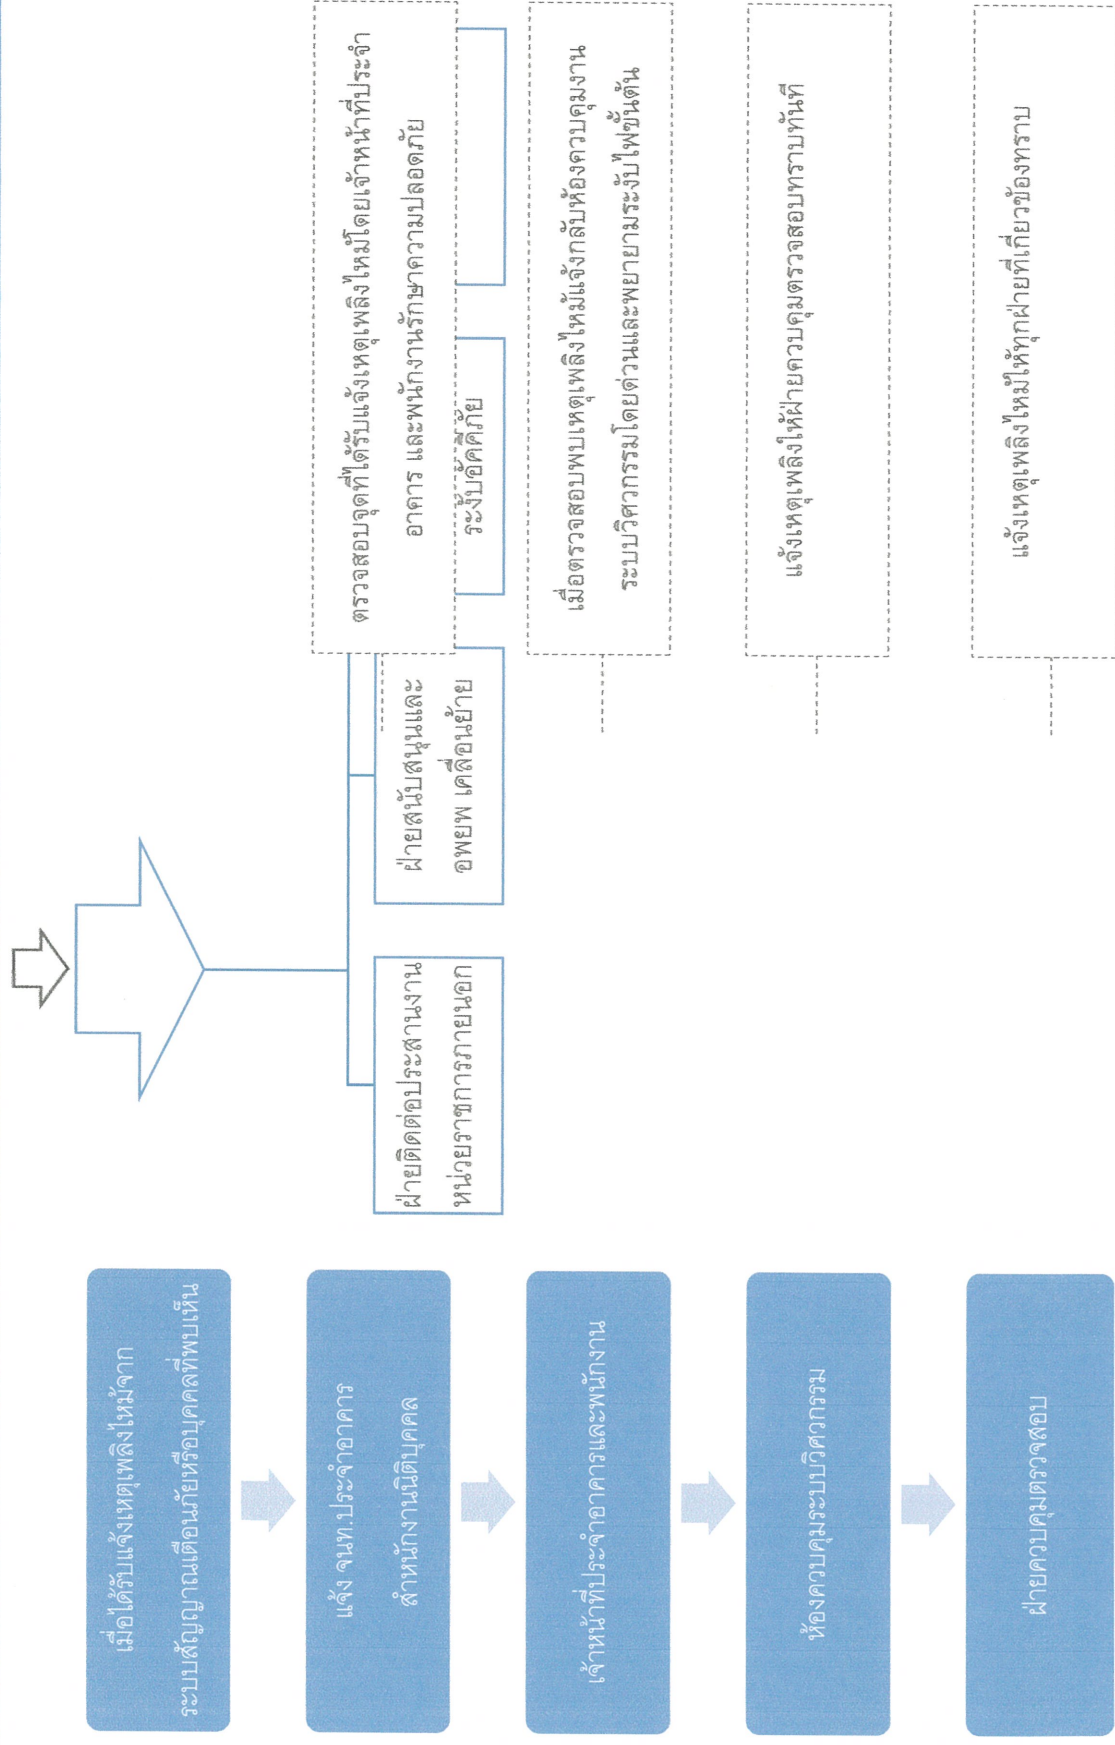 เมื่อได้รับแจ้งเหตุเพลิงไหม้จาก
ระบบสัญญาณเตือนภัยหรือบุคคลที่พบเห็น
แจ้ง จนท.ประจำอาคาร
สำหนักงานนิติบุคคล
เจ้าหน้าที่ประจำอาคารและพนักงาน
ห้องควบคุมระบบวิศวกรรม
ฝ่ายควบคุมตรวจสอบ
ฝ่ายติดต่อประสานงาน
หน่วยราชการภายนอก
ฝ่ายสนับสนุนและ
อพยพ เคลื่อนย้าย
ระงับอัคคีภัย
ตรวจสอบจุดที่ได้รับแจ้งเหตุเพลิงไหม้โดยเจ้าหน้าที่ประจำ
อาคาร และพนักงานรักษาความปลอดภัย
เมื่อตรวจสอบพบเหตุเพลิงไหม้แจ้งกลับห้องควบคุมงาน
ระบบวิศวกรรมโดยด่วนและพยายามระงับไฟขั้นต้น
แจ้งเหตุเพลิงให้ฝ่ายควบคุมตรวจสอบทราบทันที
แจ้งเหตุเพลิงไหม้ให้ทุกฝ่ายที่เกี่ยวข้องทราบ